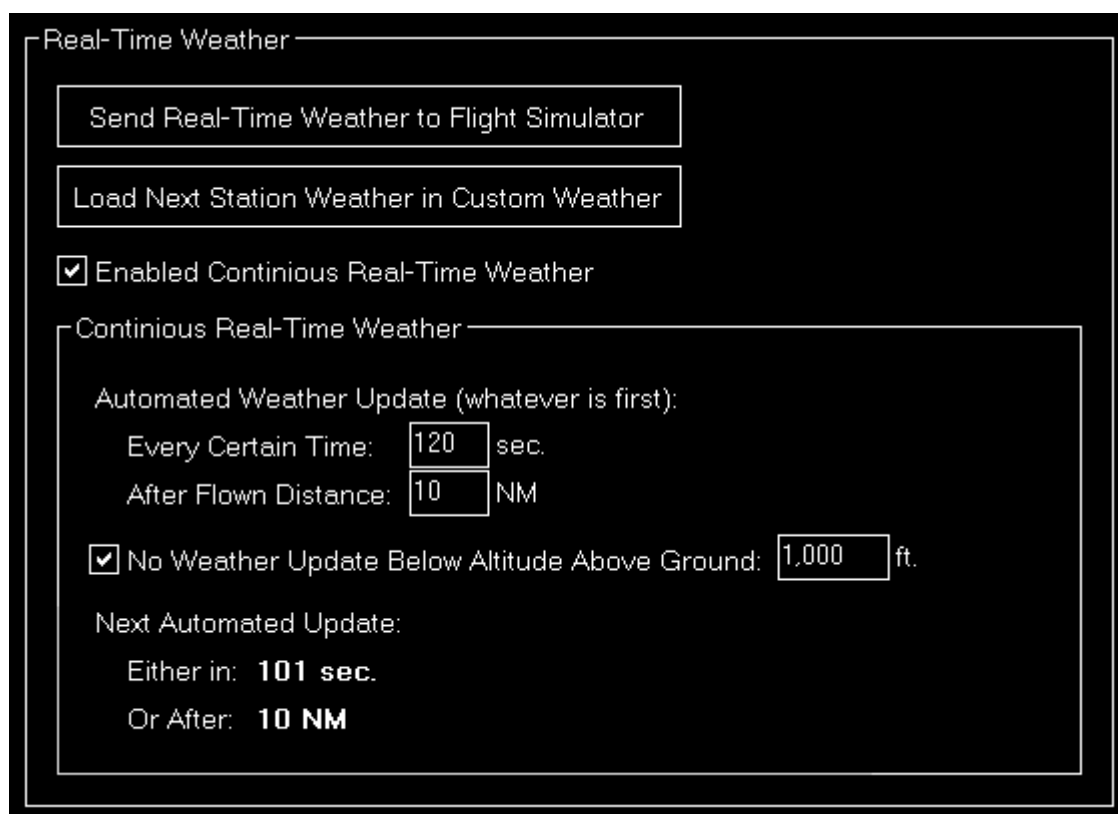 Real-Time Weather
Send Real-Time Weather to Flight Simulator
Load Next Station Weather in Custom Weather
Enabled Continious Real-Time Weather
Continious Real-Time Weather
Automated Weather Update (whatever is first):
Every Certain Time: 120 sec.
After Flown Distance: 10 NM
No Weather Update Below Altitude Above Ground: 1,000 ft.
Next Automated Update:
Either in: 101 sec.
Or After: 10 NM